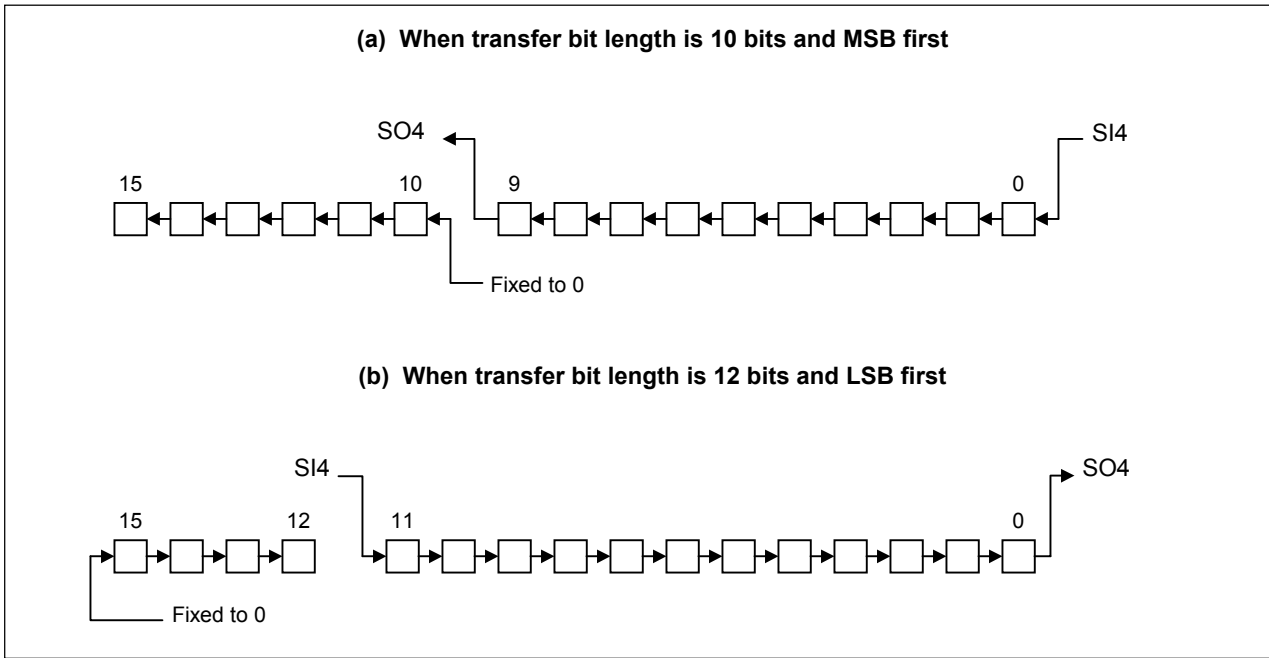 (a) When transfer bit length is 10 bits and MSB first
SO4 SI4
15 10 9 0
Fixed to 0
(b) When transfer bit length is 12 bits and LSB first
SI4 SO4
15 12 11 0
Fixed to 0